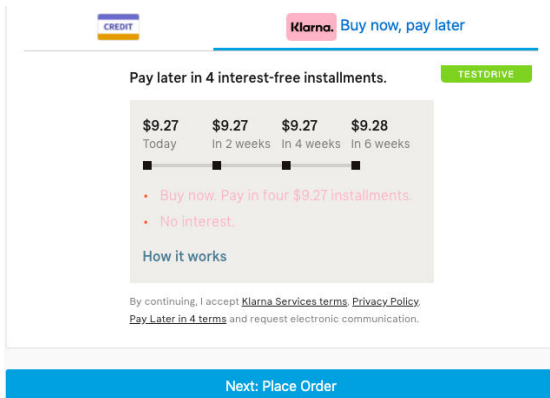 CREDIT
Klarna. Buy now, pay later
Pay later in 4 interest-free installments.
TESTDRIVE
$9.27 $9.27 $9.27 $9.28
Today In 2 weeks In 4 weeks In 6 weeks
• Buy now. Pay in four $9.27 installments.
• No interest.
How it works
By continuing, I accept Klarna Services terms, Privacy Policy,
Pay Later in 4 terms and request electronic communication.
Next: Place Order